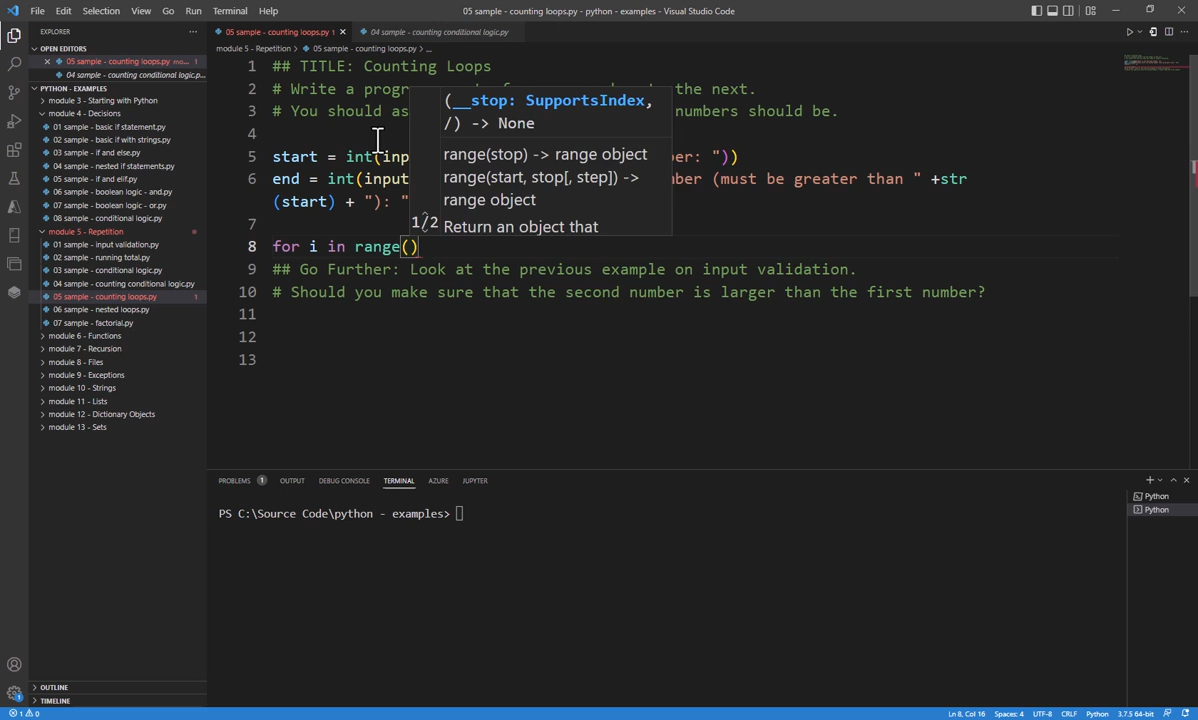 File Edit Selection View Go Run Terminal Help 05 sample - counting loops.py - python - examples - Visual Studio Code
EXPLORER
OPEN EDITORS
05 sample - counting loops.py mo... 1
04 sample - counting conditional logic.p...
PYTHON - EXAMPLES
module 3 - Starting with Python
module 4 - Decisions
01 sample - basic if statement.py
02 sample - basic if with strings.py
03 sample - if and else.py
04 sample - nested if statements.py
05 sample - if and elif.py
06 sample - boolean logic - and.py
07 sample - boolean logic - or.py
08 sample - conditional logic.py
module 5 - Repetition
01 sample - input validation.py
02 sample - running total.py
03 sample - conditional logic.py
04 sample - counting conditional logic.py
05 sample - counting loops.py 1
06 sample - nested loops.py
07 sample - factorial.py
module 6 - Functions
module 7 - Recursion
module 8 - Files
module 9 - Exceptions
module 10 - Strings
module 11 - Lists
module 12 - Dictionary Objects
module 13 - Sets
OUTLINE
TIMELINE
05 sample - counting loops.py 1 04 sample - counting conditional logic.py
module 5 - Repetition > 05 sample - counting loops.py > ...
1 ## TITLE: Counting Loops
2 # Write a progr the next.
3 # You should as numbers should be.
4
5 start = int(inp er: "))
6 end = int(input ber (must be greater than " +str
(start) + "): "
7
8 for i in range()
9 ## Go Further: Look at the previous example on input validation.
10 # Should you make sure that the second number is larger than the first number?
11
12
13
(__stop: SupportsIndex,
/) -> None
range(stop) -> range object
range(start, stop[, step]) ->
range object
1/2 Return an object that
PROBLEMS 1 OUTPUT DEBUG CONSOLE TERMINAL AZURE JUPYTER
PS C:\Source Code\python - examples>
Python
Python
1
1 0 Ln 8, Col 16 Spaces: 4 UTF-8 CRLF Python 3.7.5 64-bit